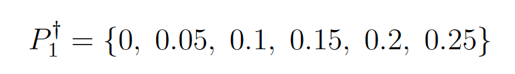 P₁† = {0, 0.05, 0.1, 0.15, 0.2, 0.25}